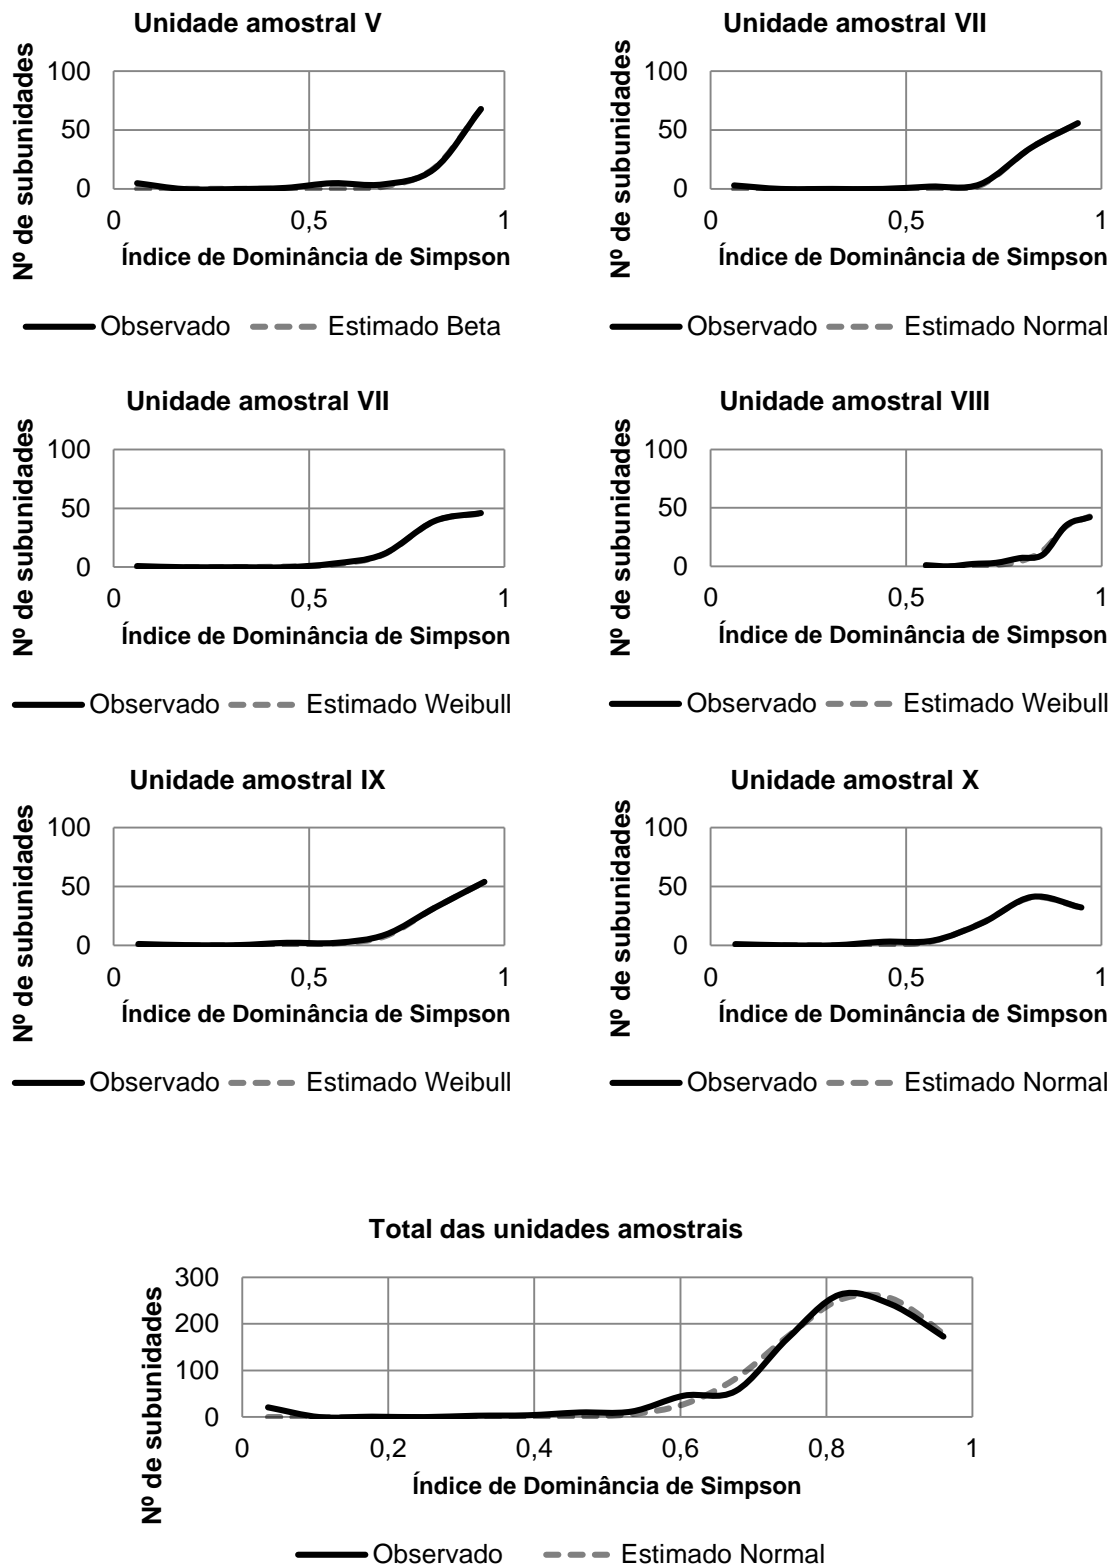 Unidade amostral V
Nº de subunidades
100
50
0
0
0,5
1
Índice de Dominância de Simpson
Observado
Estimado Beta
Unidade amostral VII
Nº de subunidades
100
50
0
0
0,5
1
Índice de Dominância de Simpson
Observado
Estimado Normal
Unidade amostral VII
Nº de subunidades
100
50
0
0
0,5
1
Índice de Dominância de Simpson
Observado
Estimado Weibull
Unidade amostral VIII
Nº de subunidades
100
50
0
0
0,5
1
Índice de Dominância de Simpson
Observado
Estimado Weibull
Unidade amostral IX
Nº de subunidades
100
50
0
0
0,5
1
Índice de Dominância de Simpson
Observado
Estimado Weibull
Unidade amostral X
Nº de subunidades
100
50
0
0
0,5
1
Índice de Dominância de Simpson
Observado
Estimado Normal
Total das unidades amostrais
Nº de subunidades
300
200
100
0
0
0,2
0,4
0,6
0,8
1
Índice de Dominância de Simpson
Observado
Estimado Normal